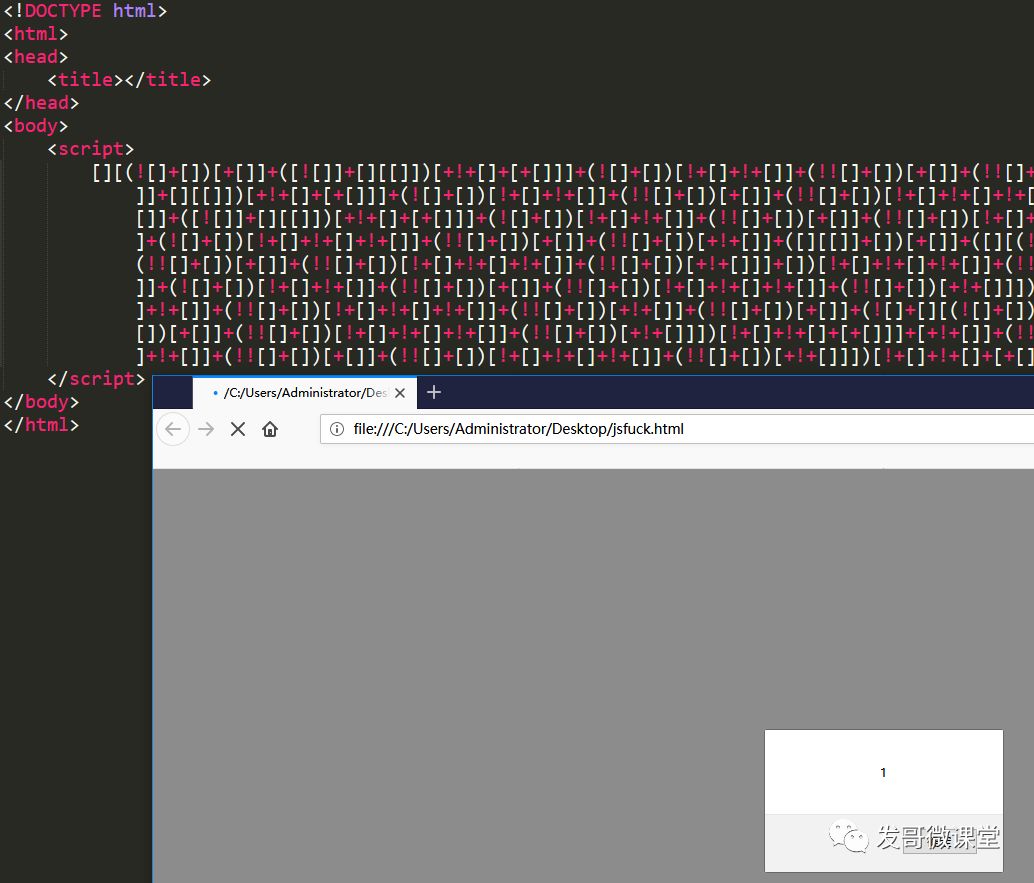 <!DOCTYPE html>
<html>
<head>
<title></title>
</head>
<body>
<script>
[][(![]+[])[+[]]+([![]]+[][[]])[+!+[]+[+[]]]+(![]+[])[!+[]+!+[]]+(!![]+[])[+[]]+(!![]+
]]+[][[]])[+!+[]+[+[]]]+(![]+[])[!+[]+!+[]]+(!![]+[])[+[]]+(!![]+[])[!+[]+!+[]+!+[
[]]+([![]]+[][[]])[+!+[]+[+[]]]+(![]+[])[!+[]+!+[]]+(!![]+[])[+[]]+(!![]+[])[!+[]+
]+(![]+[])[!+[]+!+[]+!+[]]+(!![]+[])[+[]]+(!![]+[])[+!+[]]+([][[]]+[])[+[]]+([][(!
(!![]+[])[+[]]+(!![]+[])[!+[]+!+[]+!+[]]+(!![]+[])[+!+[]]]+[])[!+[]+!+[]+!+[]]+(!!
]]+(![]+[])[!+[]+!+[]]+(!![]+[])[+[]]+(!![]+[])[!+[]+!+[]+!+[]]+(!![]+[])[+!+[]])
]+!+[]]+(!![]+[])[!+[]+!+[]+!+[]]+(!![]+[])[+!+[]]+(!![]+[])[+[]]+(![]+[][(![]+[])
[])[+[]]+(!![]+[])[!+[]+!+[]+!+[]]+(!![]+[])[+!+[]]])[!+[]+!+[]+[+[]]]+[+!+[]]+(!!
]+!+[]]+(!![]+[])[+[]]+(!![]+[])[!+[]+!+[]+!+[]]+(!![]+[])[+!+[]]])[!+[]+!+[]+[+[]
</script>
</body>
</html>
/C:/Users/Administrator/Des
file:///C:/Users/Administrator/Desktop/jsfuck.html
1
发哥微课堂